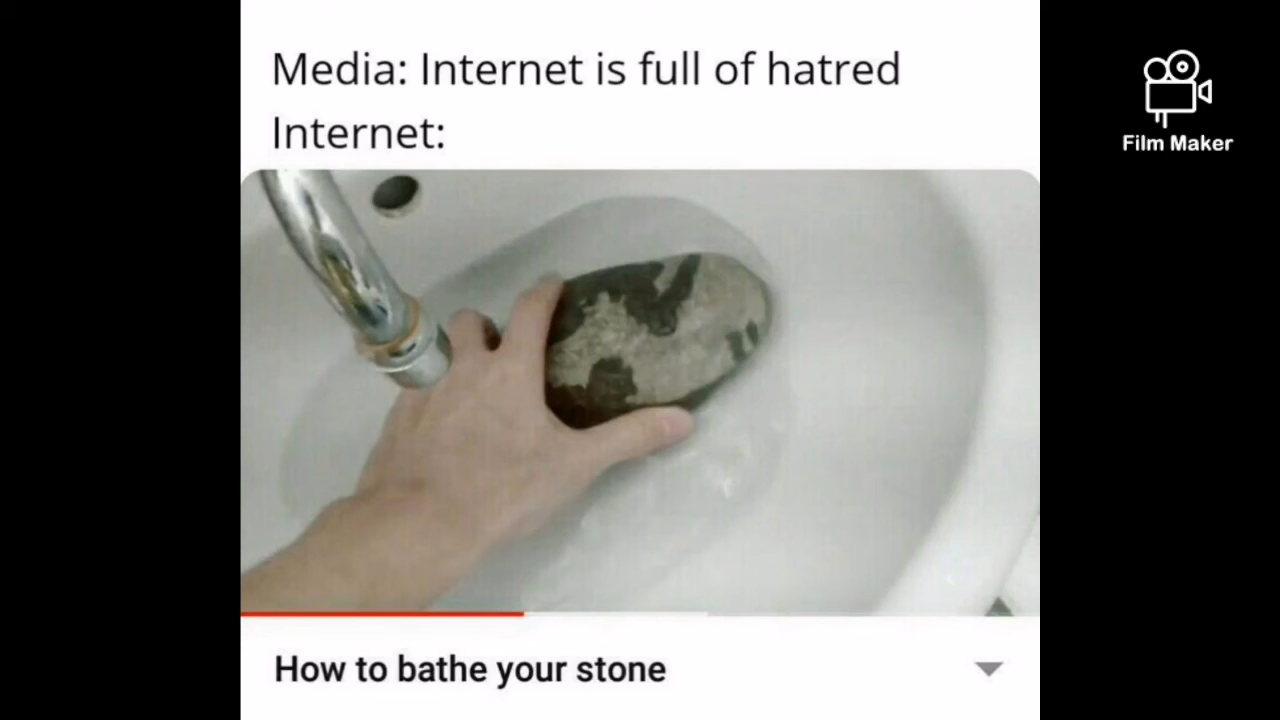 Media: Internet is full of hatred
Internet:
Film Maker
How to bathe your stone